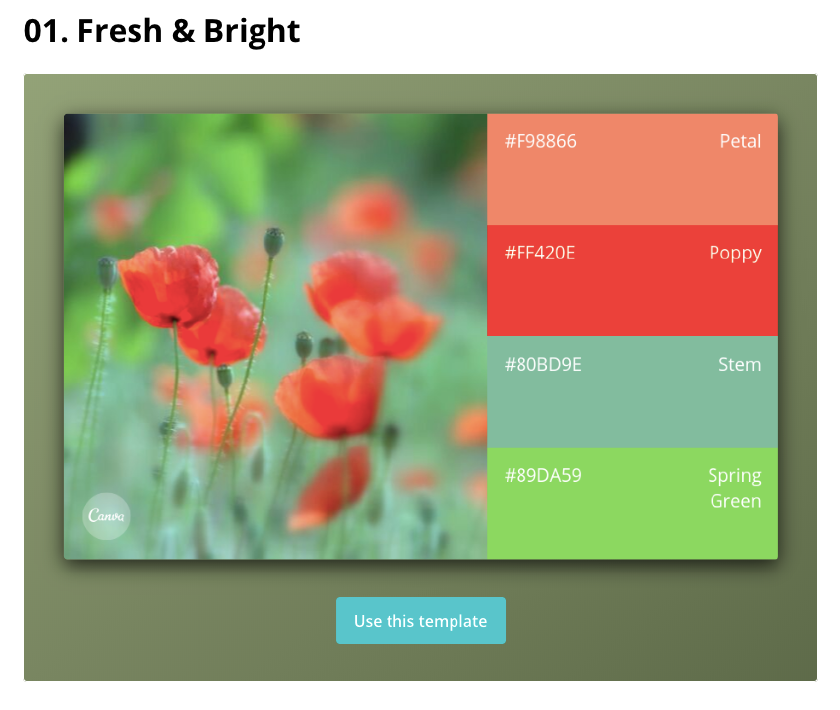 01. Fresh & Bright
#F98866 Petal
#FF420E Poppy
#80BD9E Stem
#89DA59 Spring
Green
Canva
Use this template